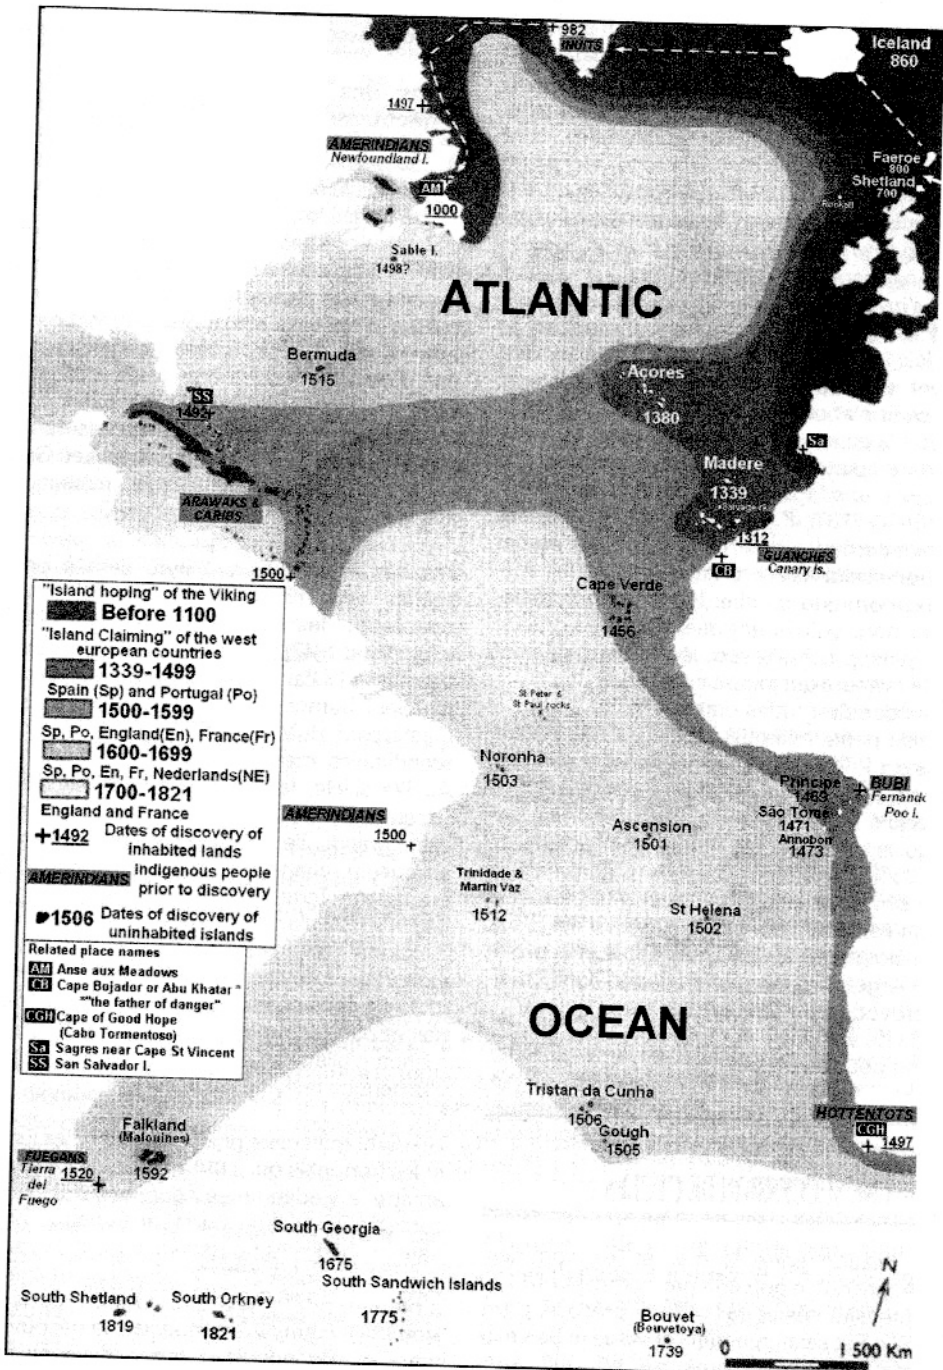 982
INUITS
Iceland
860
1497
AMERINDIANS
Newfoundland I.
Faeroe
800
Shetland
700
Rockall
AM
1000
Sable I.
1498?
ATLANTIC
Bermuda
1515
Açores
1380
SS
1492
Sa
Madere
1339
ARAWAKS &
CARIBS
1312
GUANCHES
Canary Is.
CB
1500
Cape Verde
1456
"Island hoping" of the Viking
Before 1100
"Island Claiming" of the west
european countries
1339-1499
Spain (Sp) and Portugal (Po)
1500-1599
Sp, Po, England(En), France(Fr)
1600-1699
Sp, Po, En, Fr, Nederlands(NE)
1700-1821
England and France
+1492 Dates of discovery of
inhabited lands
AMERINDIANS Indigenous people
prior to discovery
1506 Dates of discovery of
uninhabited islands
Related place names
AM Anse aux Meadows
CB Cape Bojador or Abu Khatar *
*"the father of danger"
CGH Cape of Good Hope
(Cabo Tormentoso)
Sa Sagres near Cape St Vincent
SS San Salvador I.
St Peter &
St Paul rocks
Noronha
1503
Principe
1469
BUBI
Fernando
Poo I.
São Tomé
1471
Annobon
1473
AMERINDIANS
1500
Ascension
1501
Trinidade &
Martin Vaz
1512
St Helena
1502
OCEAN
Tristan da Cunha
1506
Gough
1505
HOTTENTOTS
CGH
1497
Falkland
(Malouines)
1592
FUEGANS
Tierra
del
Fuego
1520
South Georgia
1675
South Sandwich Islands
1775
South Shetland
1819
South Orkney
1821
Bouvet
(Bouvetoya)
1739
N
0 1 500 Km